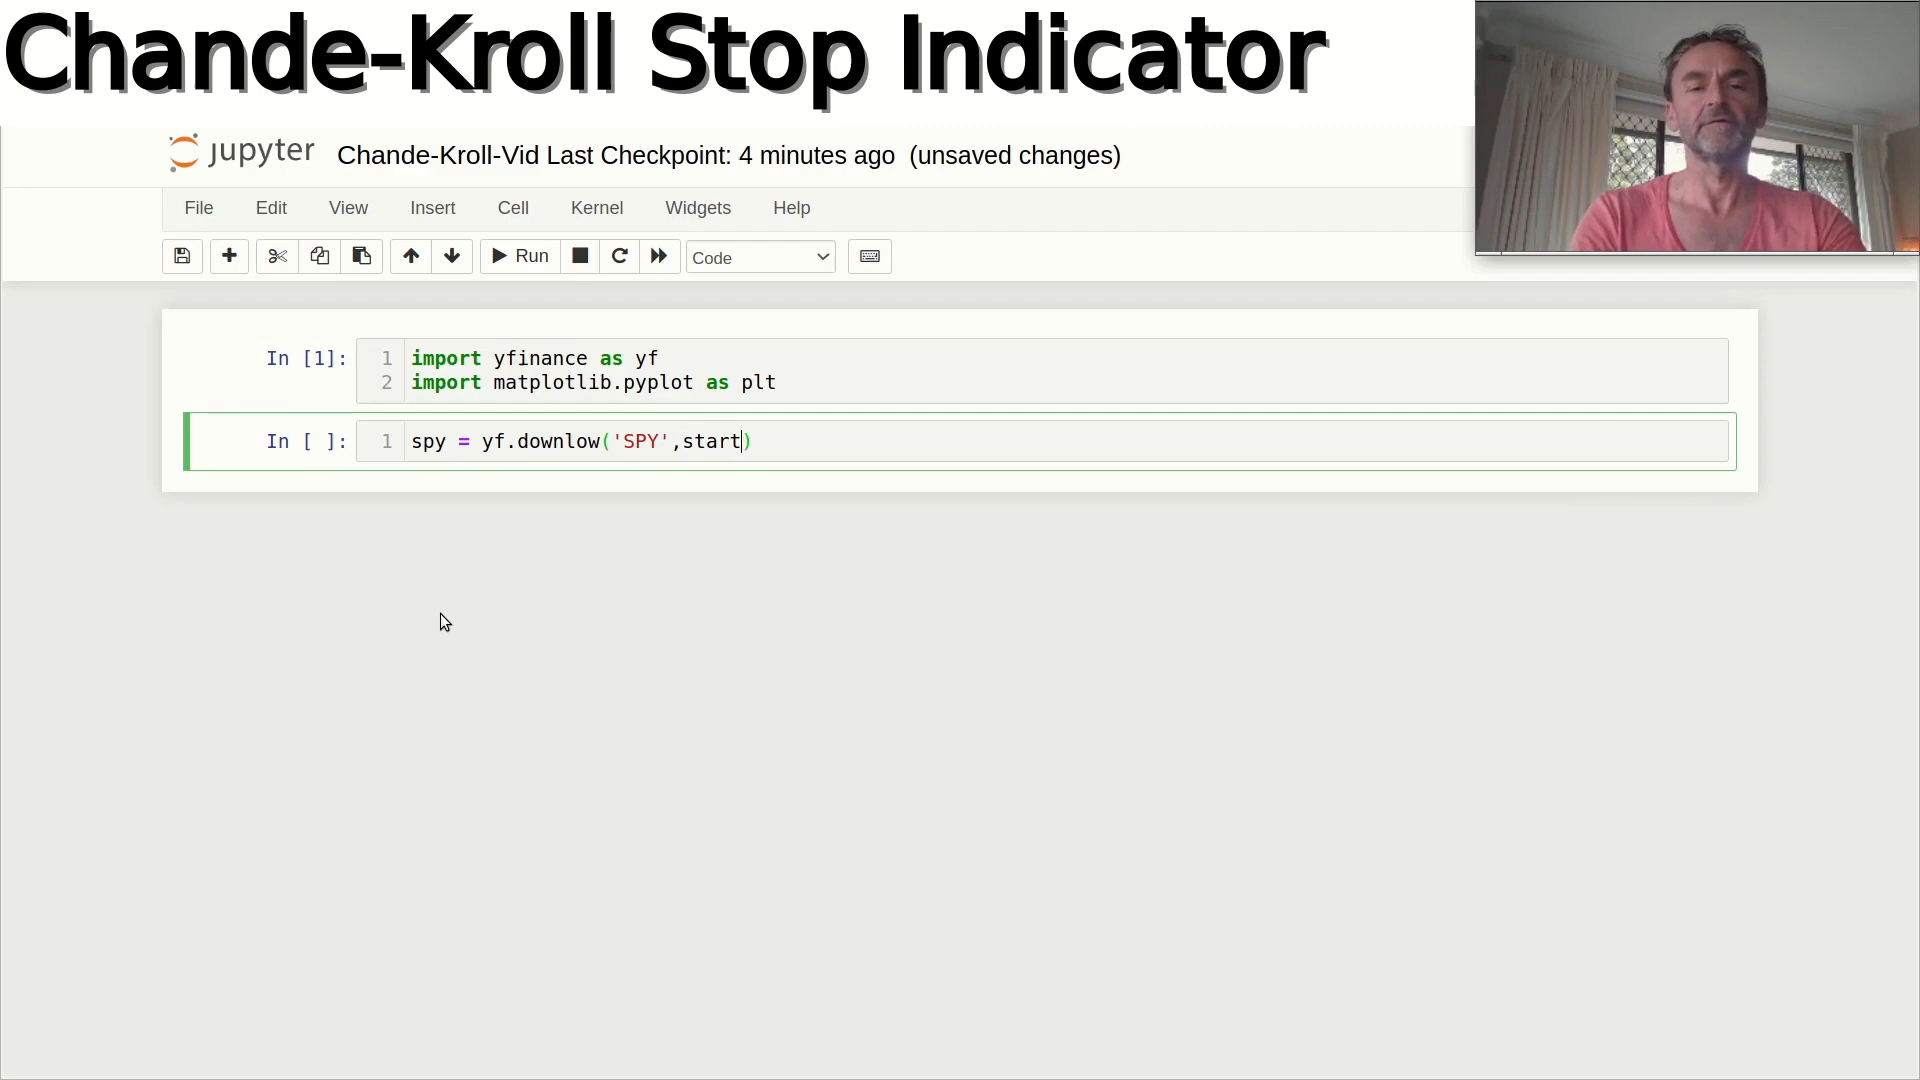 Chande-Kroll Stop Indicator
jupyter Chande-Kroll-Vid Last Checkpoint: 4 minutes ago (unsaved changes)
File Edit View Insert Cell Kernel Widgets Help
Run Code
In [1]: 1 import yfinance as yf
2 import matplotlib.pyplot as plt
In [ ]: 1 spy = yf.downlow('SPY',start)